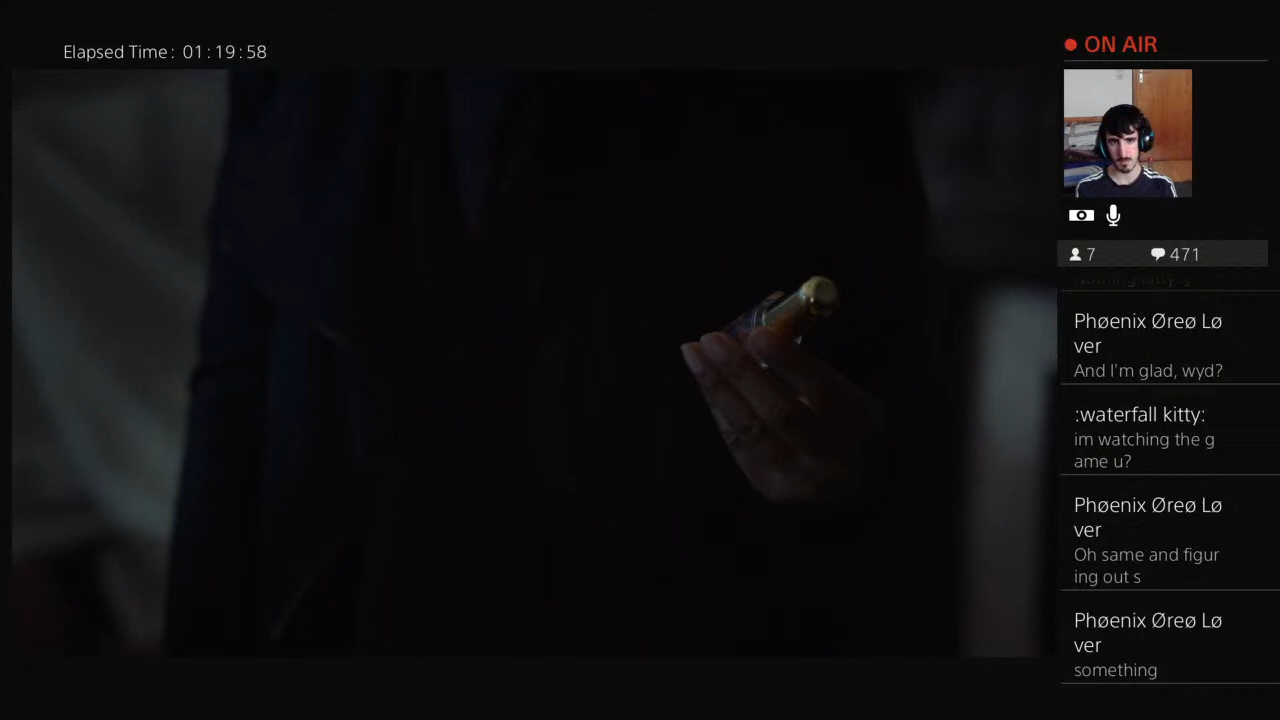 Elapsed Time: 01:19:58
ON AIR
7
471
Phøenix Øreø Lø
ver
And I'm glad, wyd?
:waterfall kitty:
im watching the g
ame u?
Phøenix Øreø Lø
ver
Oh same and figur
ing out s
Phøenix Øreø Lø
ver
something